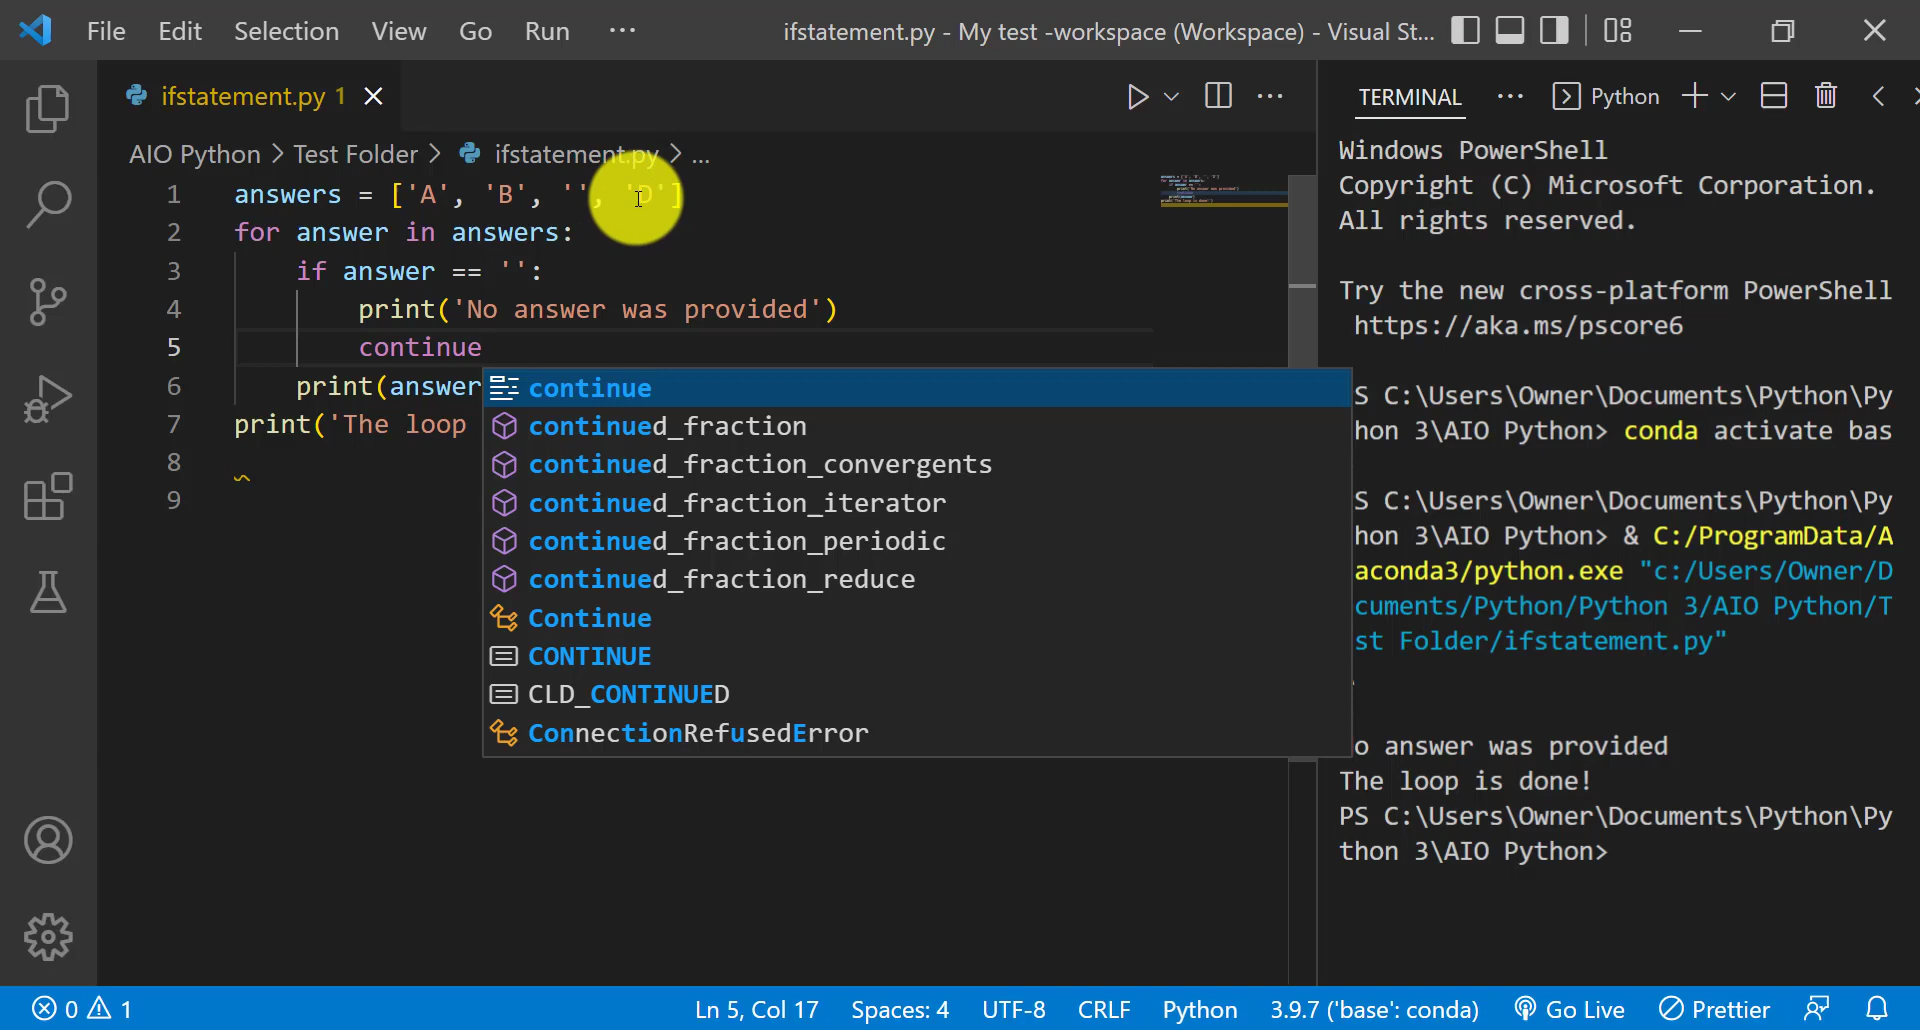 File Edit Selection View Go Run ··· ifstatement.py - My test -workspace (Workspace) - Visual St...
ifstatement.py 1
AIO Python > Test Folder > ifstatement.py > ...
1 answers = ['A', 'B', '', 'D']
2 for answer in answers:
3 if answer == '':
4 print('No answer was provided')
5 continue
6 print(answer
7 print('The loop
8
9
continue
continued_fraction
continued_fraction_convergents
continued_fraction_iterator
continued_fraction_periodic
continued_fraction_reduce
Continue
CONTINUE
CLD_CONTINUED
ConnectionRefusedError
TERMINAL ··· Python
Windows PowerShell
Copyright (C) Microsoft Corporation.
All rights reserved.
Try the new cross-platform PowerShell
https://aka.ms/pscore6
S C:\Users\Owner\Documents\Python\Py
hon 3\AIO Python> conda activate bas
S C:\Users\Owner\Documents\Python\Py
hon 3\AIO Python> & C:/ProgramData/A
aconda3/python.exe "c:/Users/Owner/D
cuments/Python/Python 3/AIO Python/T
st Folder/ifstatement.py"
o answer was provided
The loop is done!
PS C:\Users\Owner\Documents\Python\Py
thon 3\AIO Python>
0 1 Ln 5, Col 17 Spaces: 4 UTF-8 CRLF Python 3.9.7 ('base': conda) Go Live Prettier